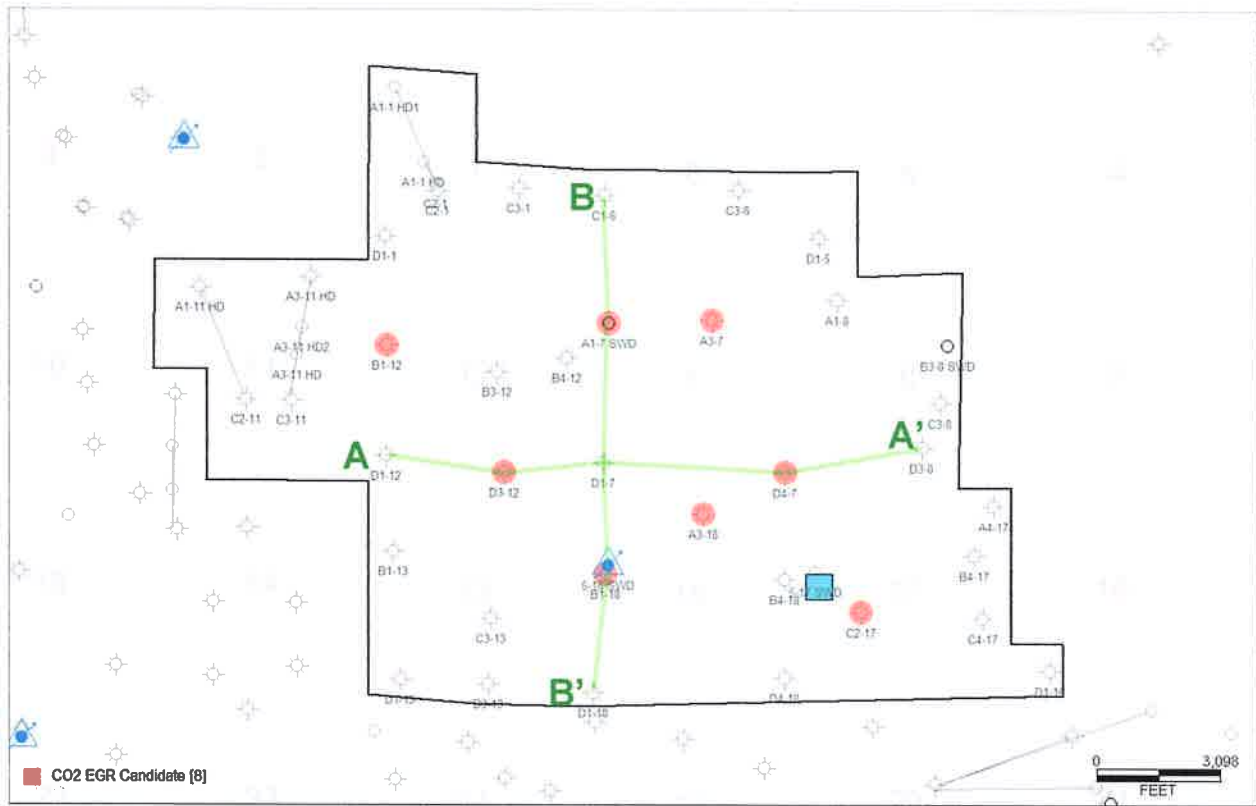 A1-1 HD1
A1-1 HD
C2-1
C3-1
B
C1-6
C3-6
D1-1
D1-5
A1-11 HD
A3-11 HD
A1-8
A3-11 HD2
A1-7 SWD
A3-7
B1-12
B4-12
A3-11 HD
B3-12
C2-11
C3-11
C3-8
A
A'
D1-12
D3-12
D1-7
D4-7
D3-8
A3-18
A4-17
B1-13
B4-17
B1-18
B4-18
C3-13
C2-17
C4-17
B'
D3-13
D1-18
D4-18
CO2 EGR Candidate [8]
0
3,098
FEET